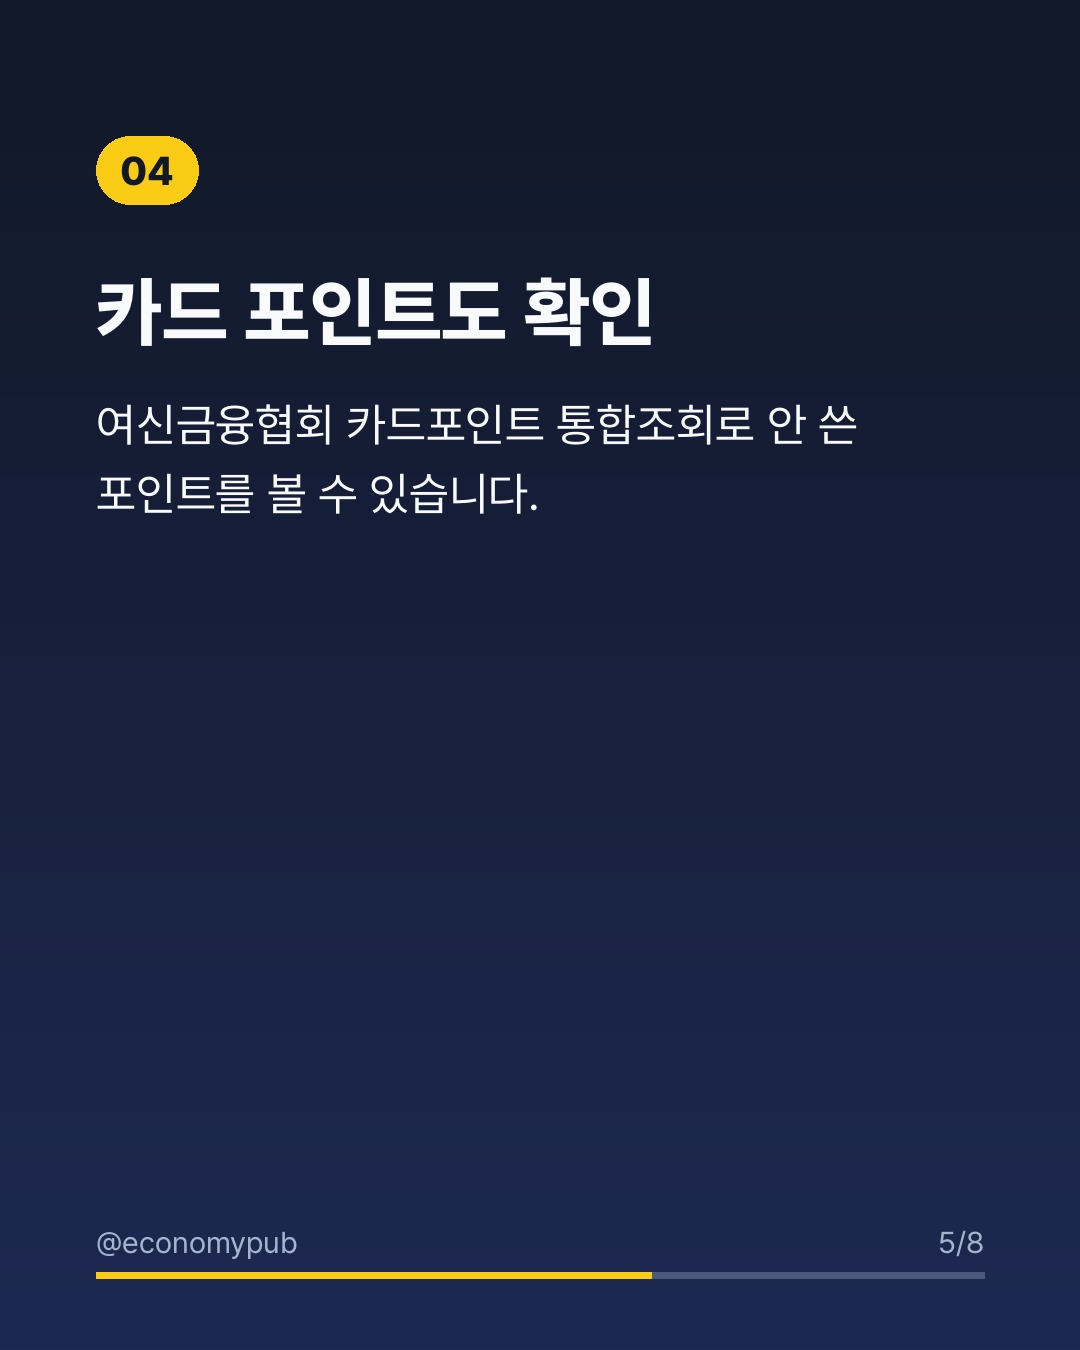 04
카드 포인트도 확인
여신금융협회 카드포인트 통합조회로 안 쓴
포인트를 볼 수 있습니다.
@economypub
5/8